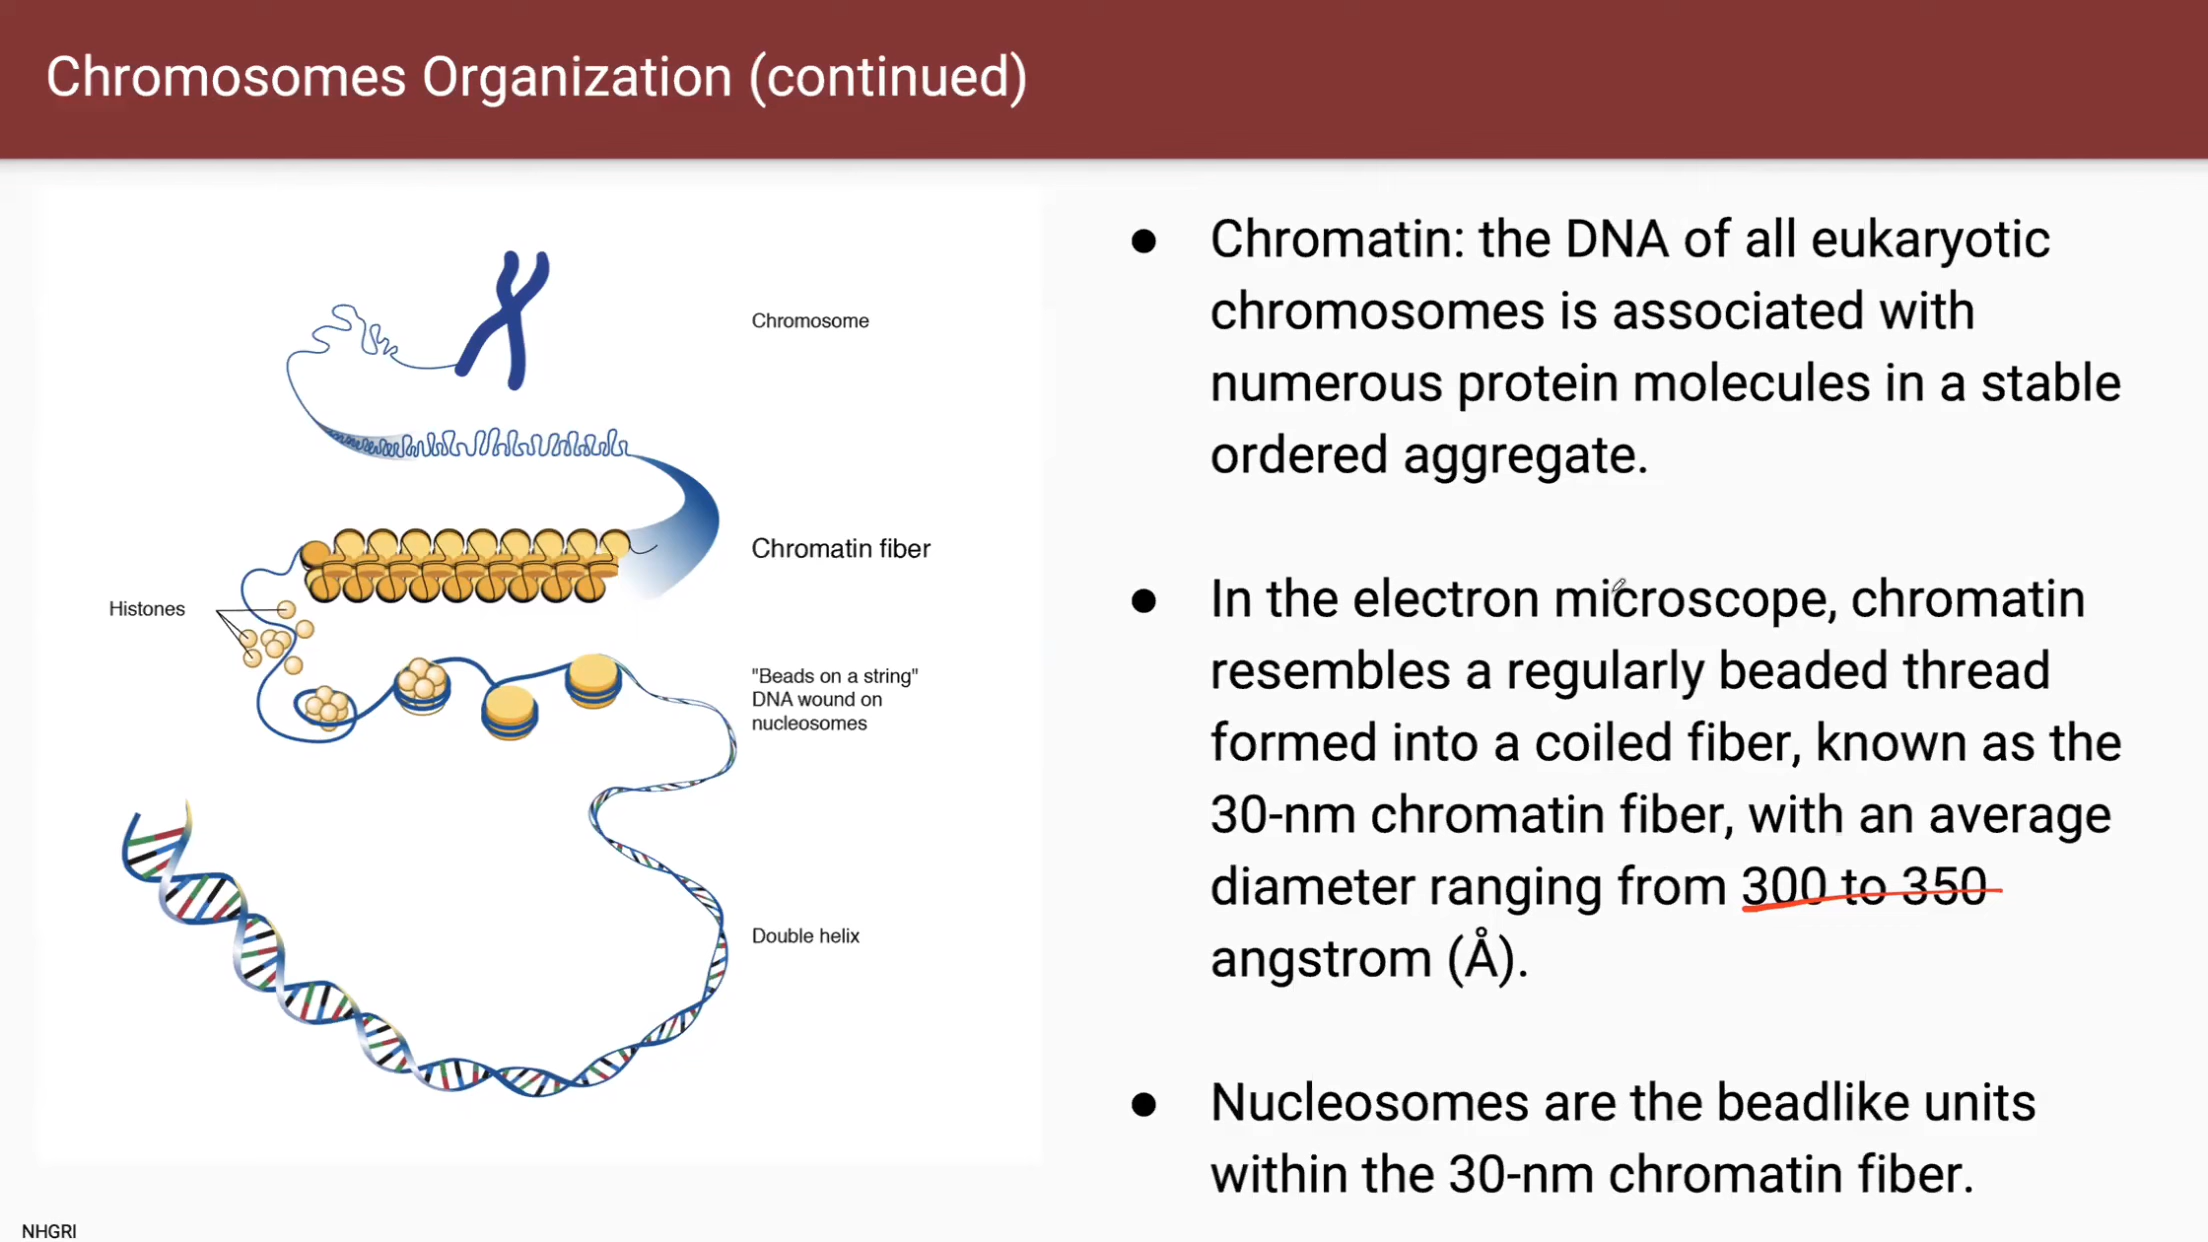 Chromosomes Organization (continued)
Chromosome
Chromatin fiber
Histones
"Beads on a string"
DNA wound on
nucleosomes
Double helix
● Chromatin: the DNA of all eukaryotic
chromosomes is associated with
numerous protein molecules in a stable
ordered aggregate.
● In the electron microscope, chromatin
resembles a regularly beaded thread
formed into a coiled fiber, known as the
30-nm chromatin fiber, with an average
diameter ranging from 300 to 350
angstrom (Å).
● Nucleosomes are the beadlike units
within the 30-nm chromatin fiber.
NHGRI